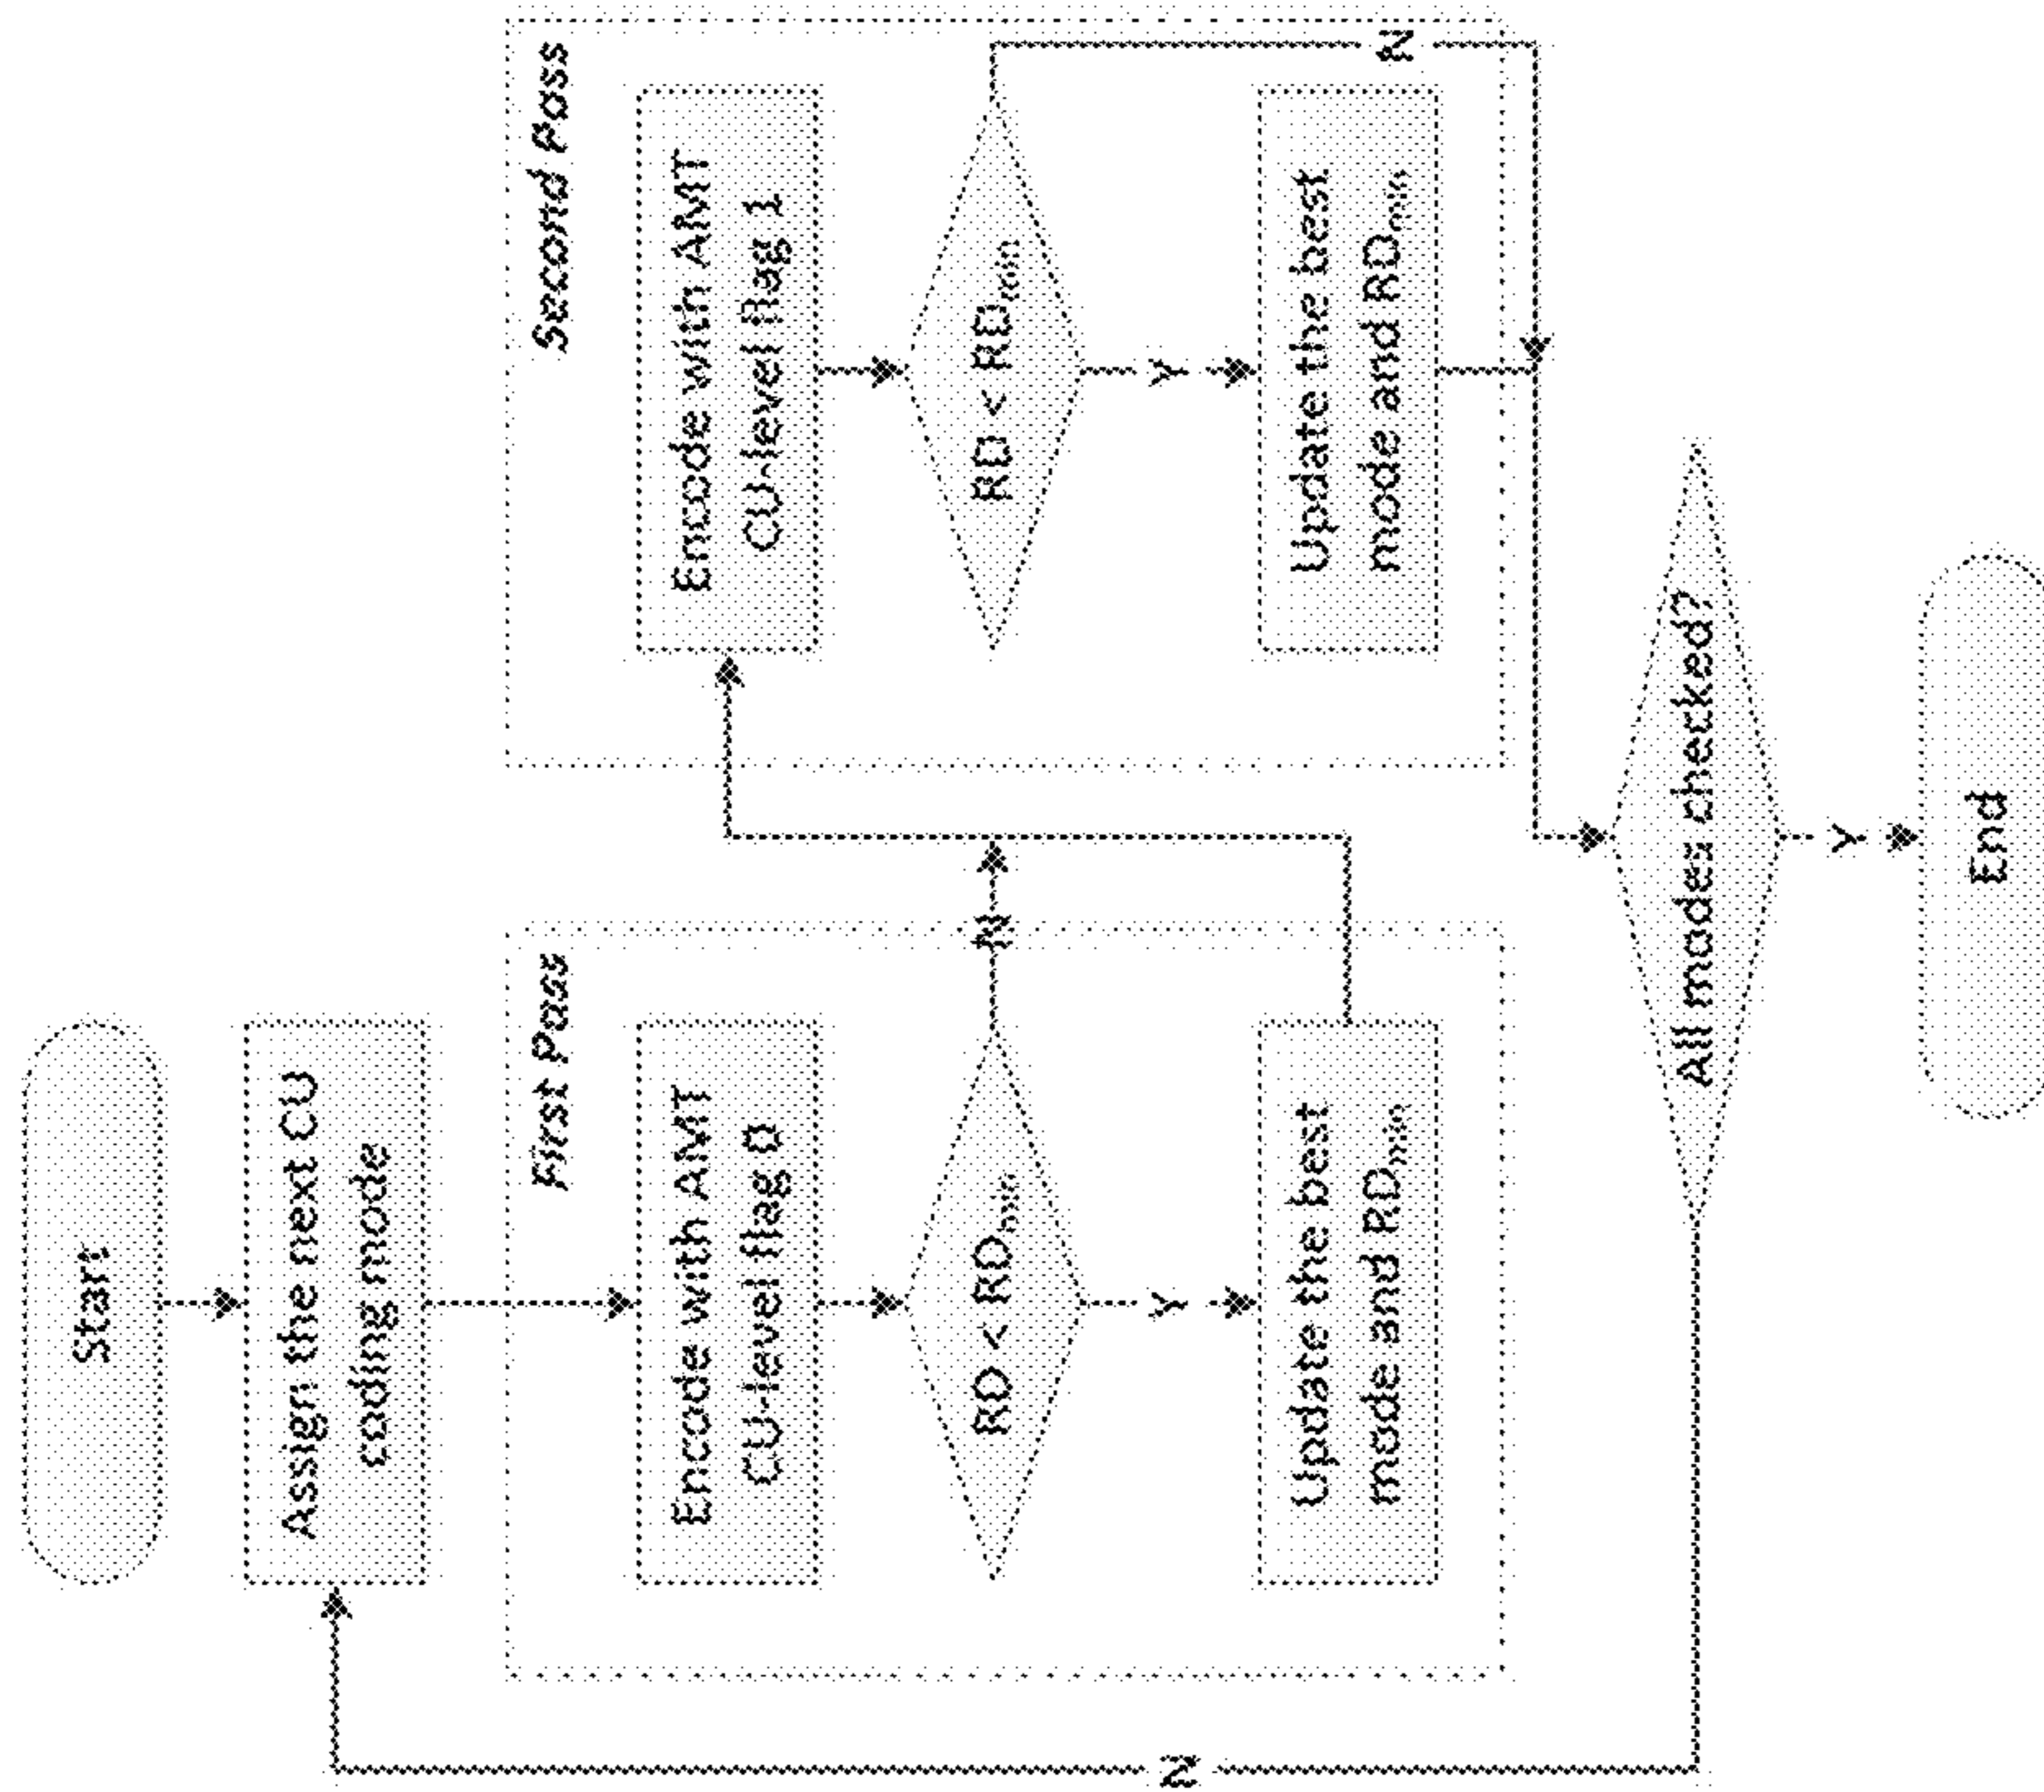 Start
Assign the next CU
coding mode
First Pass
Encode with AMT
CU-level flag 0
RD < RDmin
N
Y
Update the best
mode and RDmin
Second Pass
Encode with AMT
CU-level flag 1
RD < RDmin
N
Y
Update the best
mode and RDmin
All modes checked?
N
Y
End